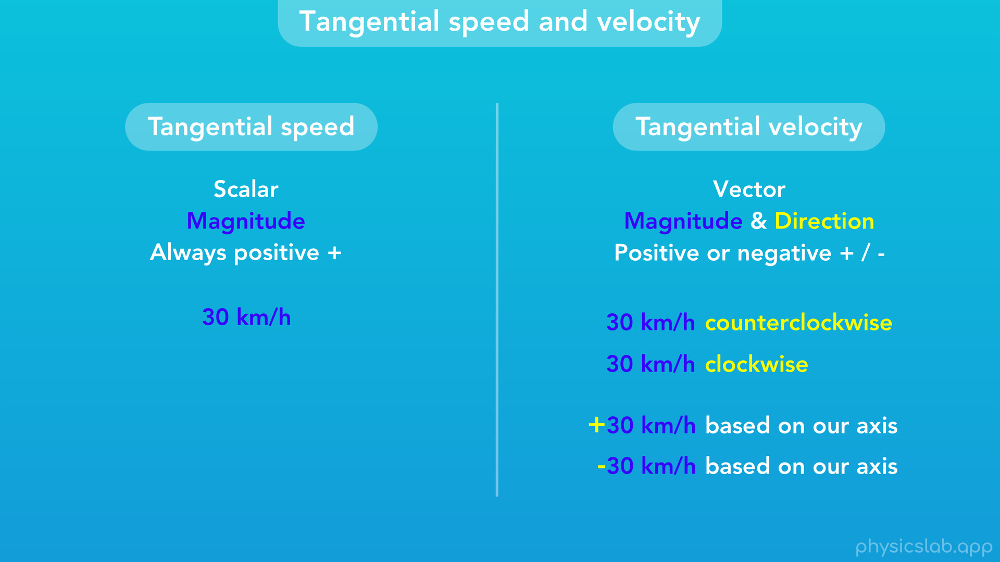 Tangential speed and velocity
Tangential speed
Scalar
Magnitude
Always positive +
30 km/h
Tangential velocity
Vector
Magnitude & Direction
Positive or negative + / -
30 km/h counterclockwise
30 km/h clockwise
+30 km/h based on our axis
-30 km/h based on our axis
physicslab.app